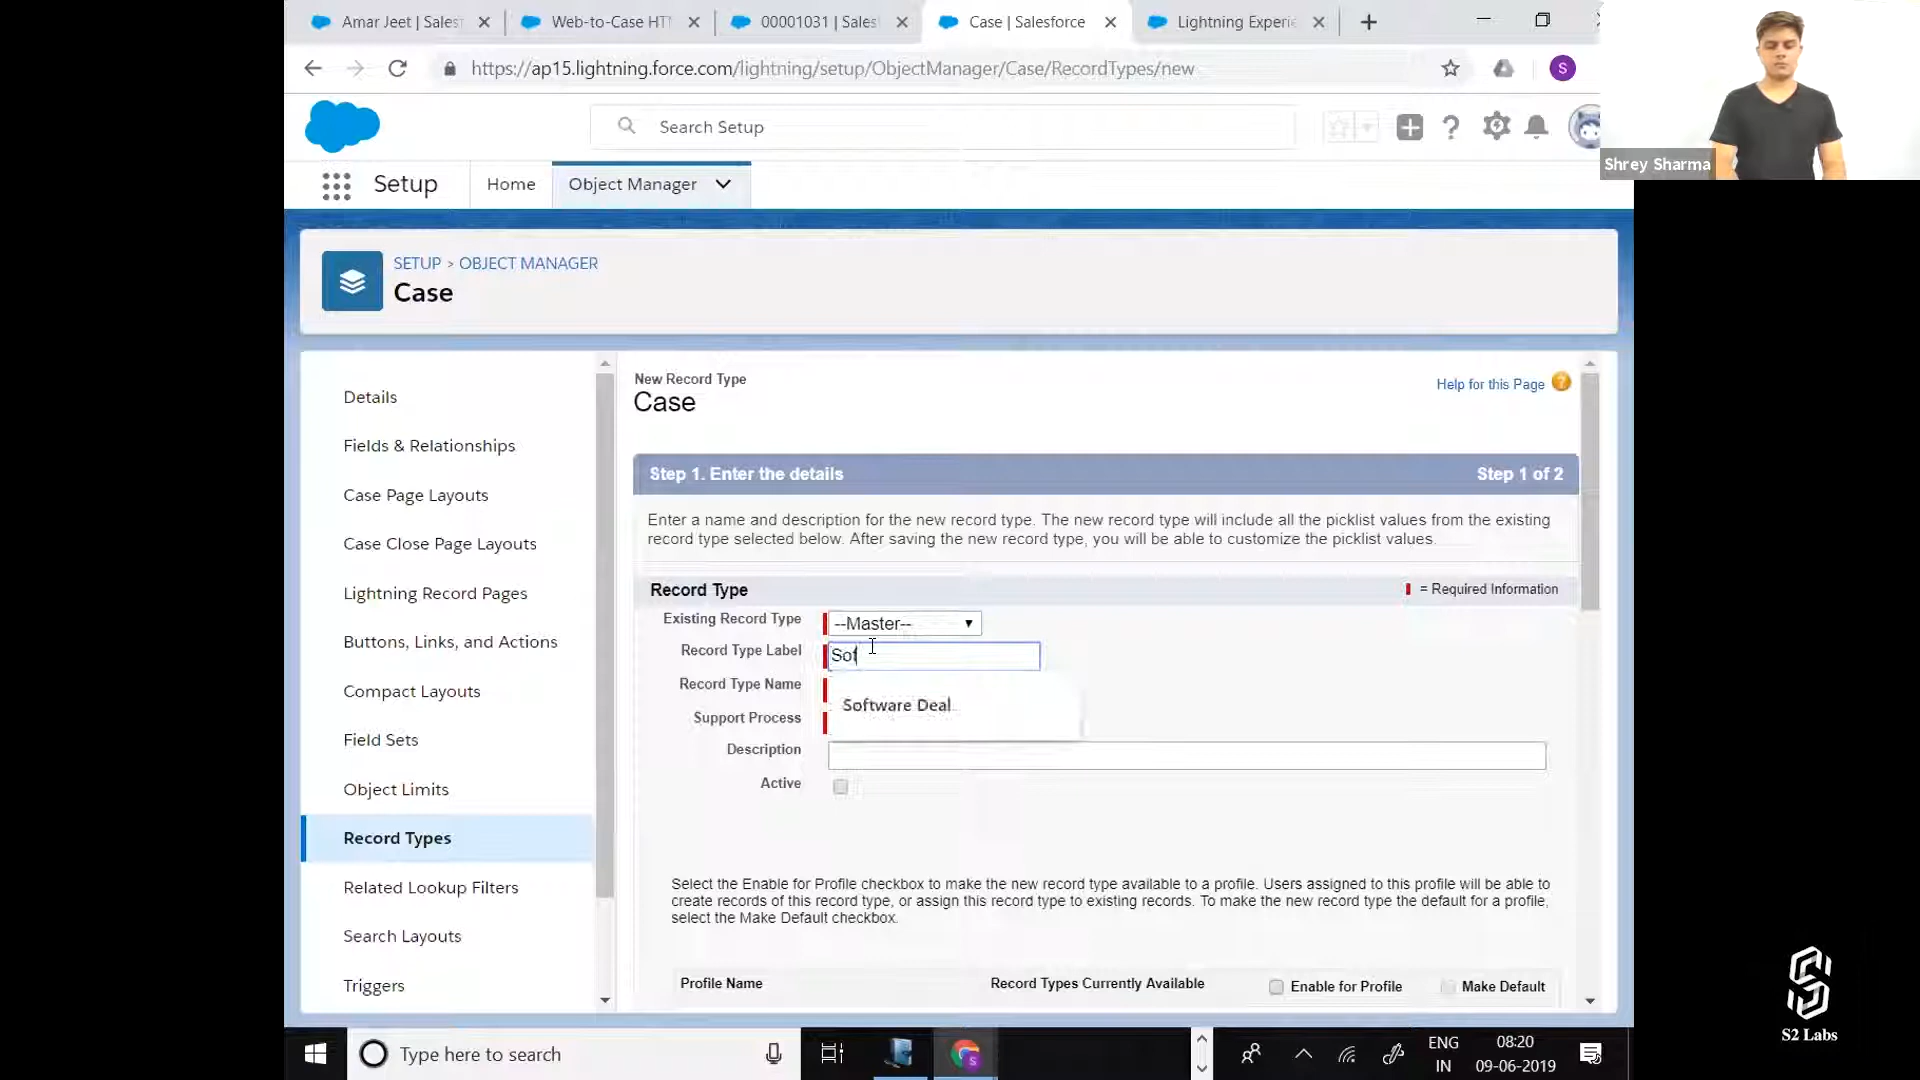 Amar Jeet | Sales
Web-to-Case HT
00001031 | Sales
Case | Salesforce
Lightning Experie
https://ap15.lightning.force.com/lightning/setup/ObjectManager/Case/RecordTypes/new
S
Search Setup
Shrey Sharma
Setup
Home
Object Manager
SETUP > OBJECT MANAGER
Case
Details
Fields & Relationships
Case Page Layouts
Case Close Page Layouts
Lightning Record Pages
Buttons, Links, and Actions
Compact Layouts
Field Sets
Object Limits
Record Types
Related Lookup Filters
Search Layouts
Triggers
New Record Type
Case
Help for this Page ?
Step 1. Enter the details
Step 1 of 2
Enter a name and description for the new record type. The new record type will include all the picklist values from the existing
record type selected below. After saving the new record type, you will be able to customize the picklist values.
Record Type
= Required Information
Existing Record Type
--Master--
Record Type Label
Sof
Record Type Name
Software Deal
Support Process
Description
Active
Select the Enable for Profile checkbox to make the new record type available to a profile. Users assigned to this profile will be able to
create records of this record type, or assign this record type to existing records. To make the new record type the default for a profile,
select the Make Default checkbox.
Profile Name
Record Types Currently Available
Enable for Profile
Make Default
S2 Labs
Type here to search
ENG
IN
08:20
09-06-2019